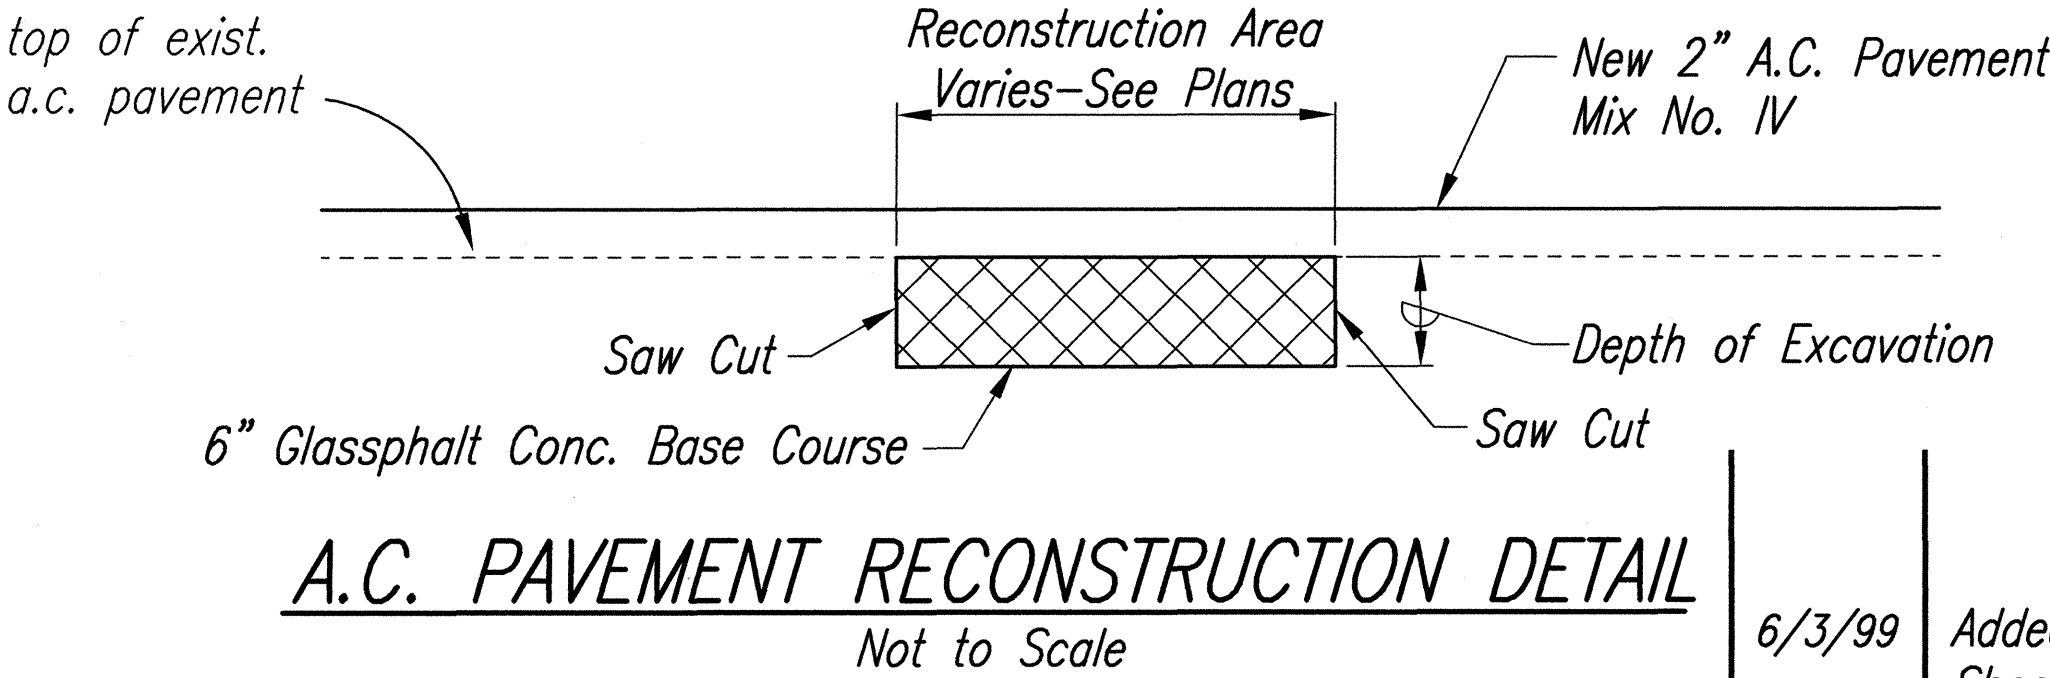 top of exist.
a.c. pavement
Reconstruction Area
Varies-See Plans
New 2" A.C. Pavement
Mix No. IV
Saw Cut
Depth of Excavation
6" Glassphalt Conc. Base Course
Saw Cut
A.C. PAVEMENT RECONSTRUCTION DETAIL
Not to Scale
6/3/99